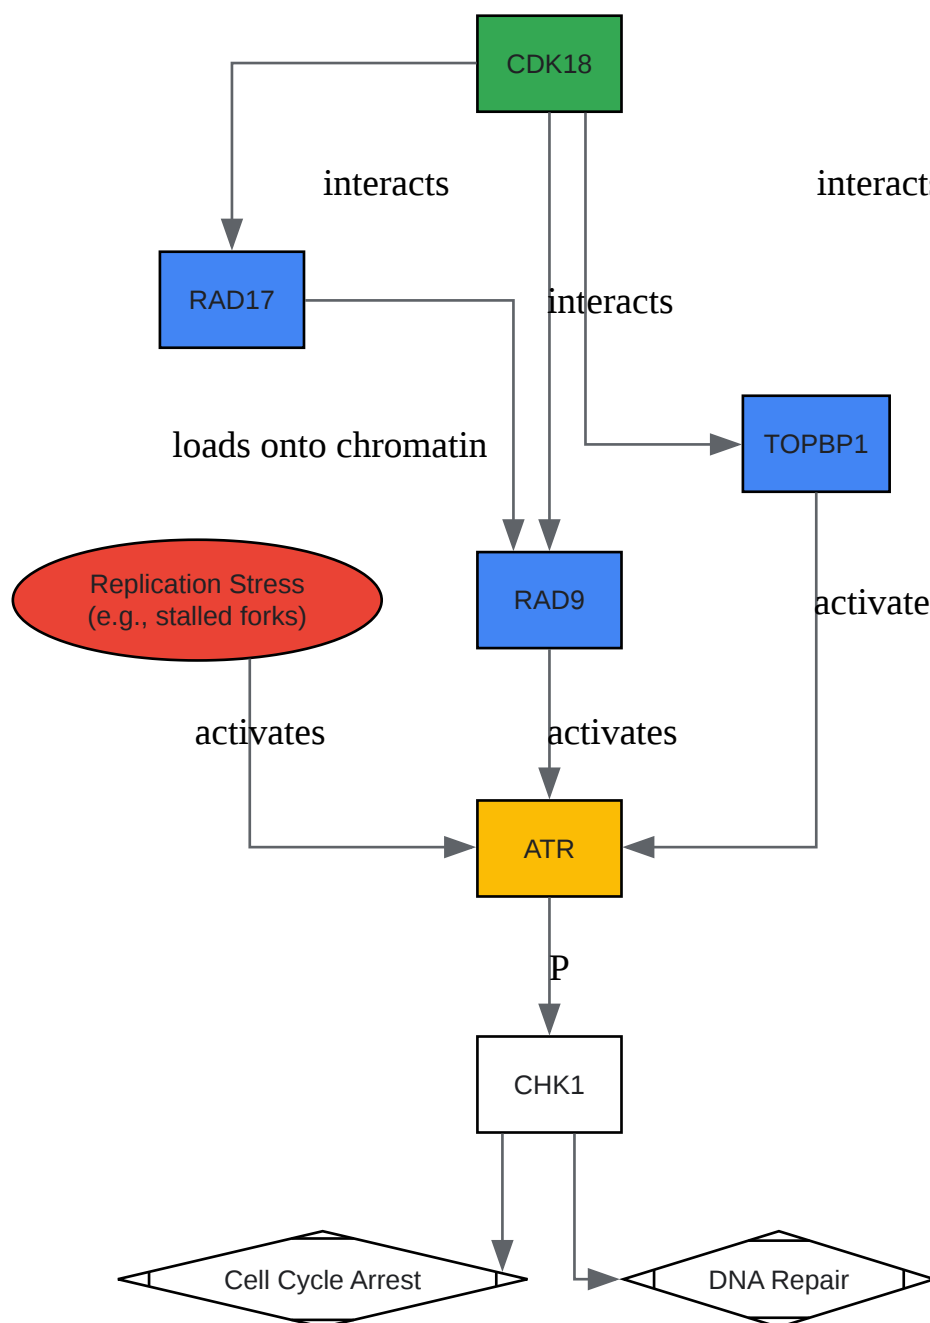 CDK18
interacts
interacts
RAD17
interacts
loads onto chromatin
TOPBP1
Replication Stress
(e.g., stalled forks)
RAD9
activate
activates
activates
ATR
P
CHK1
Cell Cycle Arrest
DNA Repair